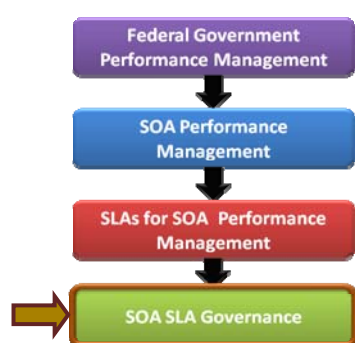 Federal Government
Performance Management
SOA Performance
Management
SLAs for SOA Performance
Management
SOA SLA Governance